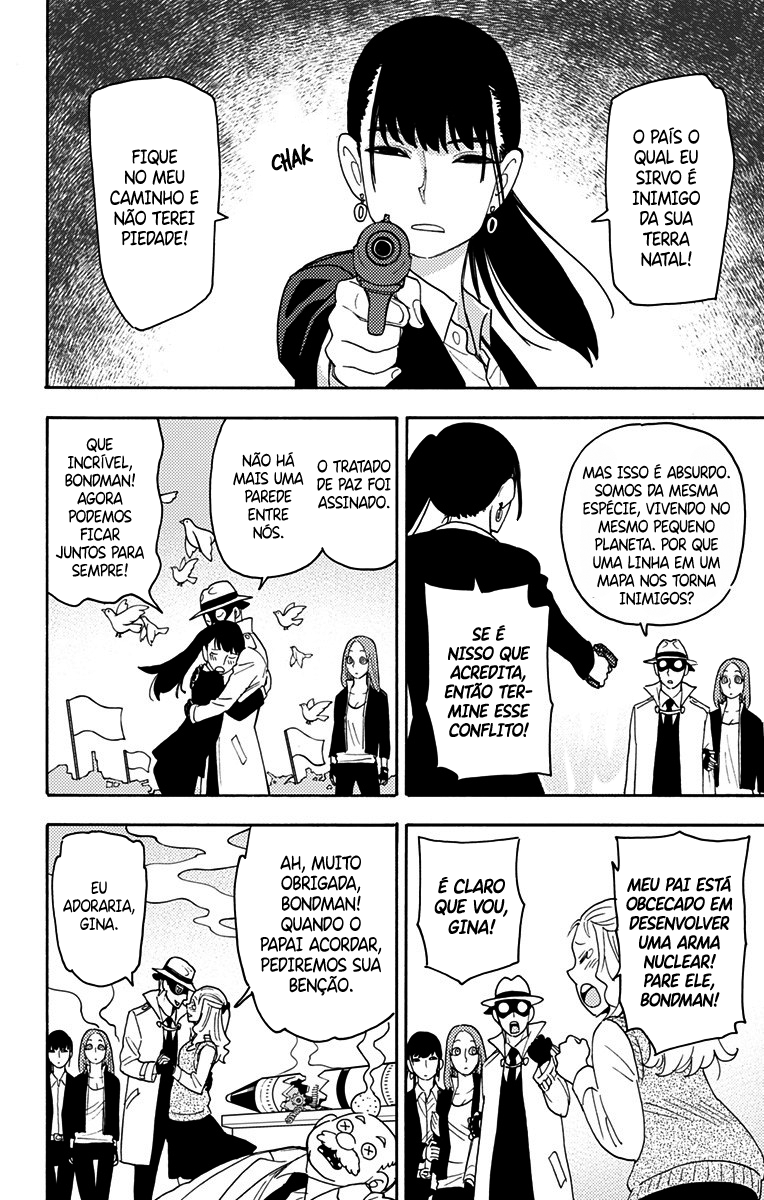 O PAÍS O
QUAL EU
SIRVO É
INIMIGO
DA SUA
TERRA
NATAL!
CHAK
FIQUE
NO MEU
CAMINHO E
NÃO TEREI
PIEDADE!
MAS ISSO É ABSURDO.
SOMOS DA MESMA
ESPÉCIE, VIVENDO NO
MESMO PEQUENO
PLANETA. POR QUE
UMA LINHA EM UM
MAPA NOS TORNA
INIMIGOS?
SE É
NISSO QUE
ACREDITA,
ENTÃO TER-
MINE ESSE
CONFLITO!
O TRATADO
DE PAZ FOI
ASSINADO.
NÃO HÁ
MAIS UMA
PAREDE
ENTRE
NÓS.
QUE
INCRÍVEL,
BONDMAN!
AGORA
PODEMOS
FICAR
JUNTOS PARA
SEMPRE!
MEU PAI ESTÁ
OBCECADO EM
DESENVOLVER
UMA ARMA
NUCLEAR!
PARE ELE,
BONDMAN!
É CLARO
QUE VOU,
GINA!
AH, MUITO
OBRIGADA,
BONDMAN!
QUANDO O
PAPAI ACORDAR,
PEDIREMOS SUA
BENÇÃO.
EU
ADORARIA,
GINA.